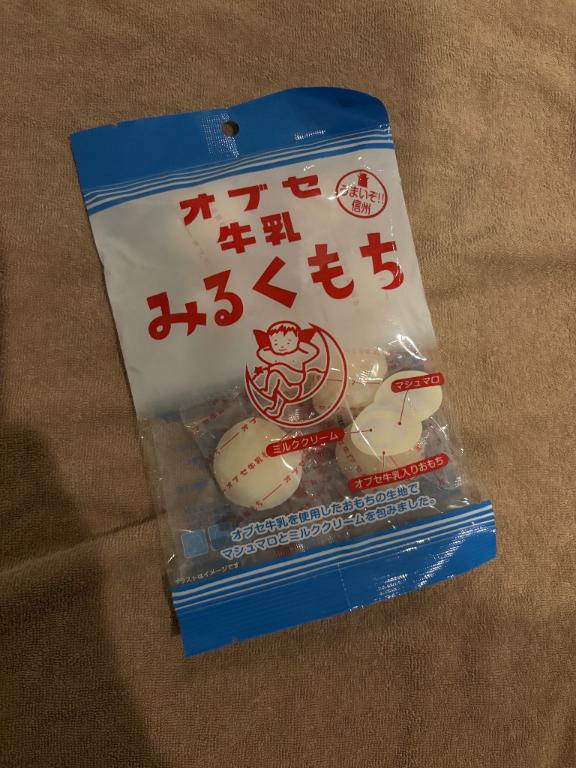 オブセ
牛乳
うまいぞ!!
信州
みるくもち
マシュマロ
ミルククリーム
オブセ牛乳入りおもち
オブセ牛乳を使用したおもちの生地で
マシュマロとミルククリームを包みました。
イラストはイメージです